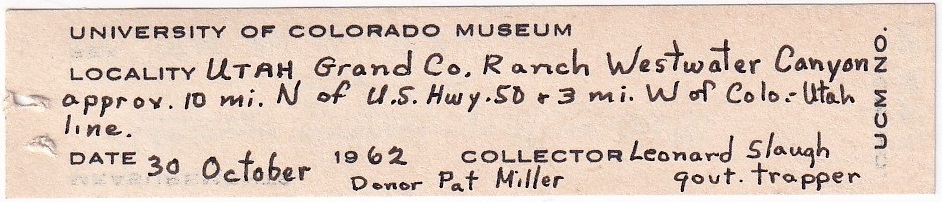 UNIVERSITY OF COLORADO MUSEUM
LOCALITY UTAH, Grand Co. Ranch Westwater Canyon
approx. 10 mi. N of U.S. Hwy. 50 & 3 mi. W of Colo.-Utah
line.
DATE 30 October 1962 COLLECTOR Leonard Slaugh
Donor Pat Miller govt. trapper
UCM NO.